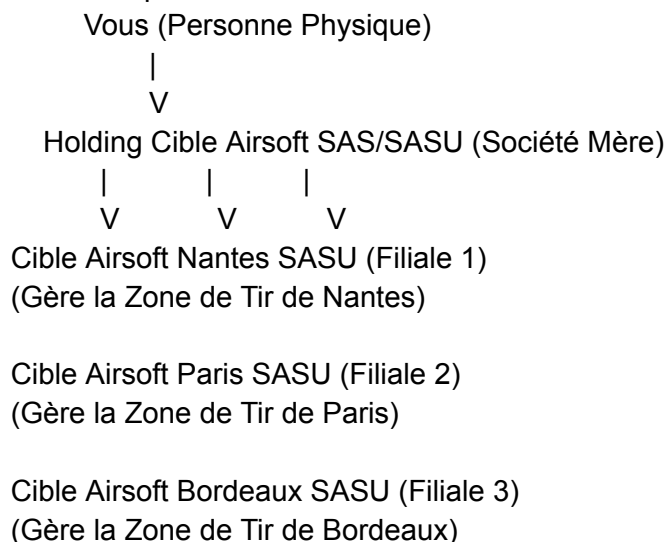 Vous (Personne Physique)
|
V
Holding Cible Airsoft SAS/SASU (Société Mère)
| | |
V V V
Cible Airsoft Nantes SASU (Filiale 1)
(Gère la Zone de Tir de Nantes)
Cible Airsoft Paris SASU (Filiale 2)
(Gère la Zone de Tir de Paris)
Cible Airsoft Bordeaux SASU (Filiale 3)
(Gère la Zone de Tir de Bordeaux)